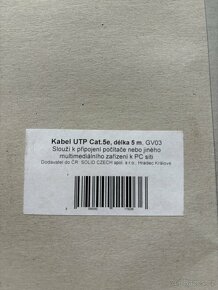 Kabel UTP Cat.5e, délka 5 m, GV03
Slouží k připojení počítače nebo jiného
multimediálního zařízení k PC síti
Dodavatel do ČR: SOLID CZECH spol. s r.o., Hradec Králové